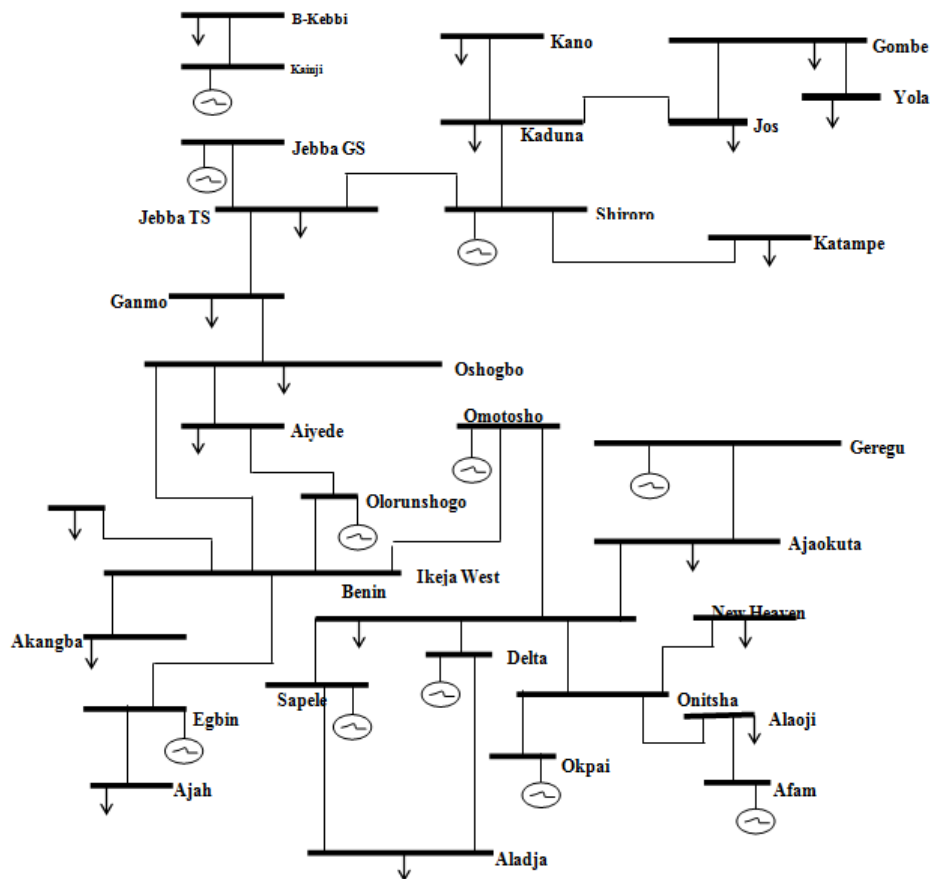 B-Kebbi
Kano
Gombe
Kainji
Yola
Kaduna
Jos
Jebba GS
Jebba TS
Shiroro
Katampe
Ganmo
Oshogbo
Omotosho
Aiyede
Geregu
Olorunshogo
Ajaokuta
Ikeja West
Benin
New Heaven
Akangba
Delta
Sapele
Onitsha
Egbin
Alaoji
Okpai
Ajah
Afam
Aladja